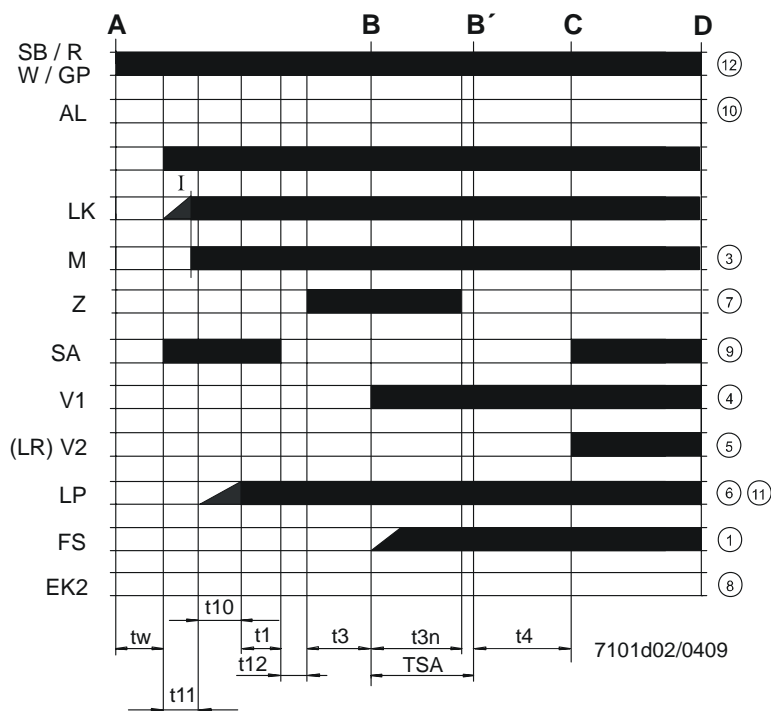 A B B´ C D
SB / R
W / GP 12
AL 10
I
LK
M 3
Z 7
SA 9
V1 4
(LR) V2 5
LP 6 11
FS 1
EK2 8
t10
tw t1 t3 t3n t4 7101d02/0409
t12 TSA
t11